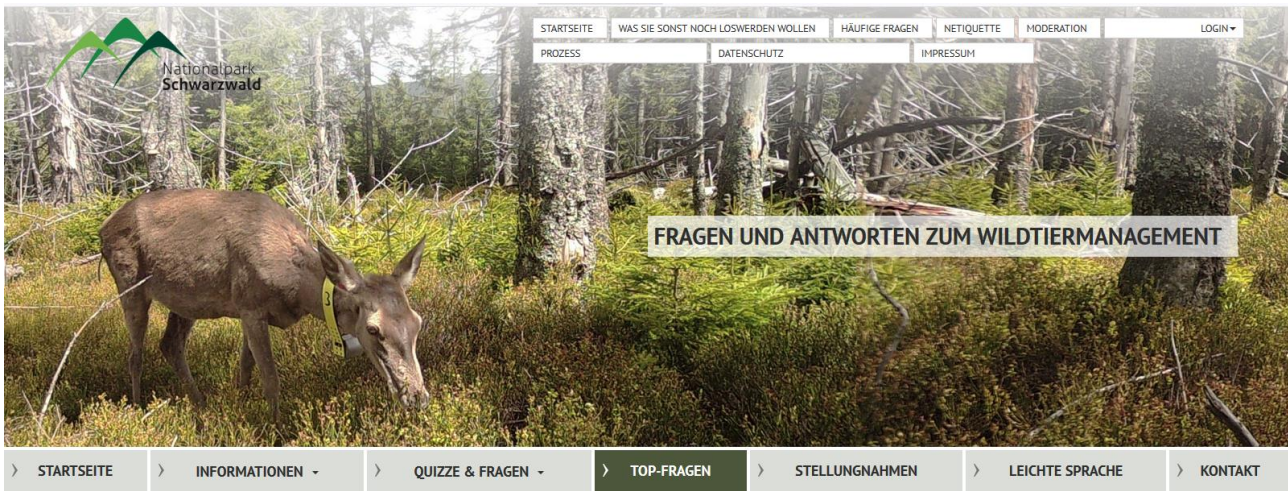 STARTSEITE WAS SIE SONST NOCH LOSWERDEN WOLLEN HÄUFIGE FRAGEN NETIQUETTE MODERATION LOGIN
PROZESS DATENSCHUTZ IMPRESSUM
Nationalpark
Schwarzwald
FRAGEN UND ANTWORTEN ZUM WILDTIERMANAGEMENT
3
STARTSEITE INFORMATIONEN QUIZZE & FRAGEN TOP-FRAGEN STELLUNGNAHMEN LEICHTE SPRACHE KONTAKT